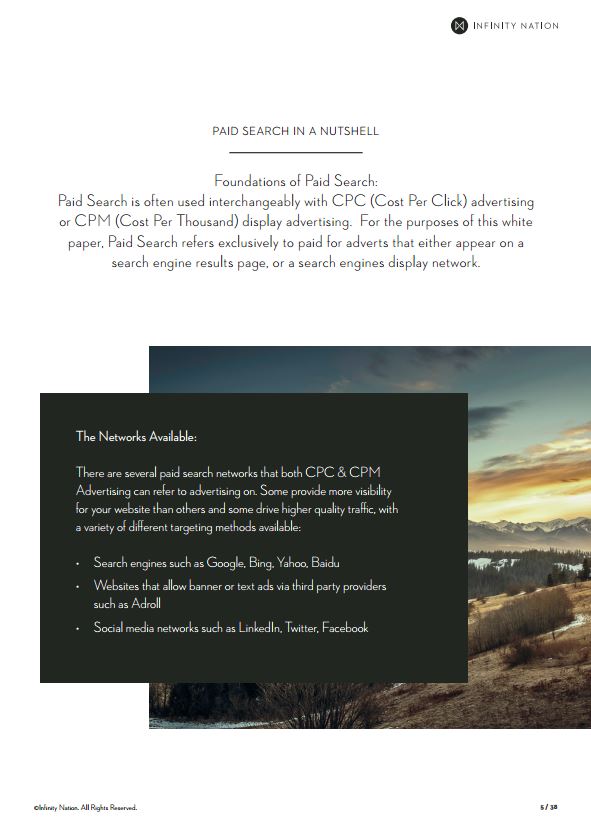 INFINITY NATION
PAID SEARCH IN A NUTSHELL
Foundations of Paid Search:
Paid Search is often used interchangeably with CPC (Cost Per Click) advertising
or CPM (Cost Per Thousand) display advertising. For the purposes of this white
paper, Paid Search refers exclusively to paid for adverts that either appear on a
search engine results page, or a search engines display network.
The Networks Available:
There are several paid search networks that both CPC & CPM
Advertising can refer to advertising on. Some provide more visibility
for your website than others and some drive higher quality traffic, with
a variety of different targeting methods available:
• Search engines such as Google, Bing, Yahoo, Baidu
• Websites that allow banner or text ads via third party providers
such as Adroll
• Social media networks such as LinkedIn, Twitter, Facebook
©Infinity Nation. All Rights Reserved.
5 / 38